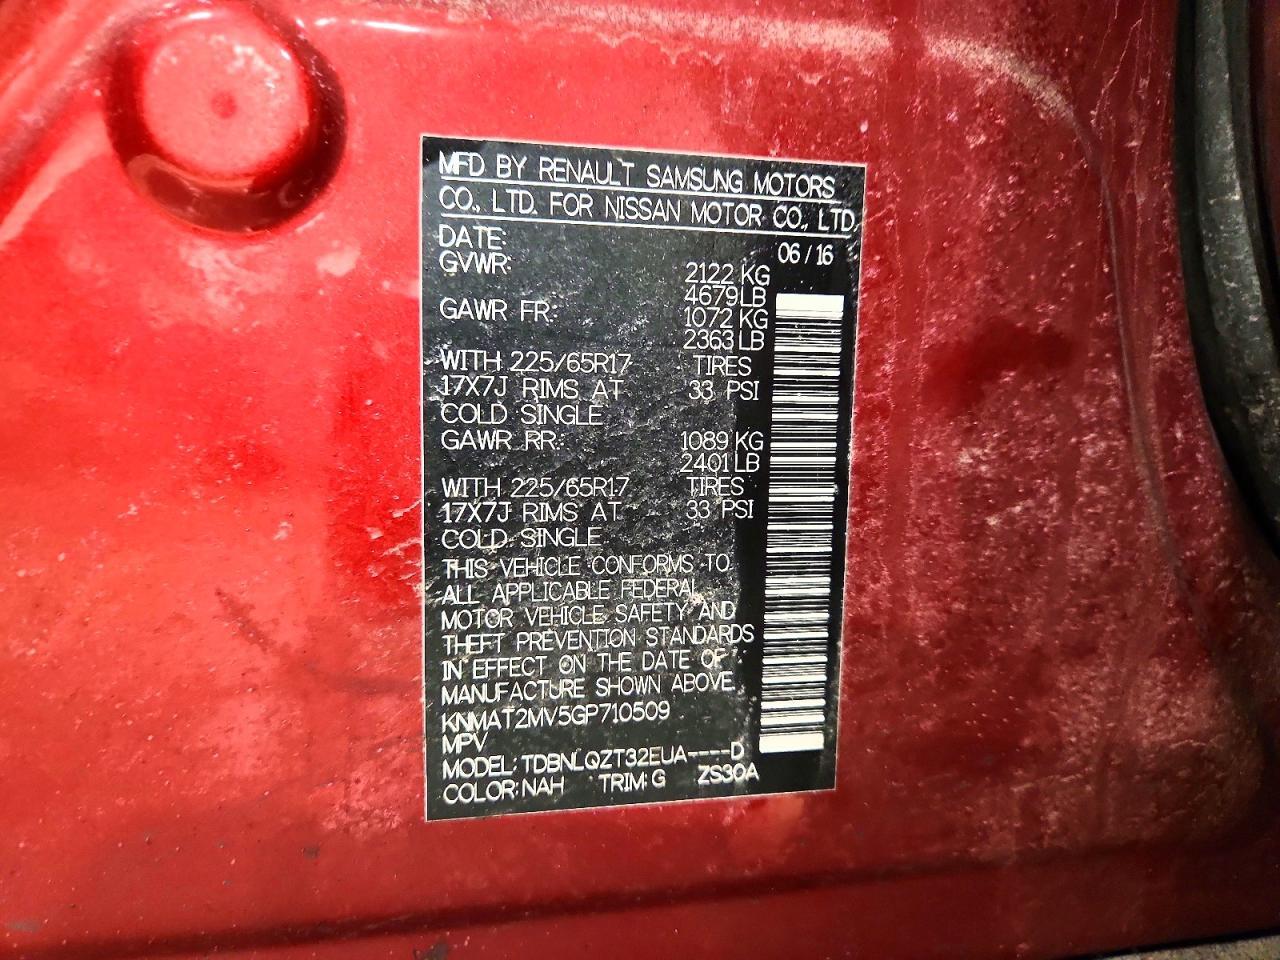 MFD BY RENAULT SAMSUNG MOTORS
CO., LTD. FOR NISSAN MOTOR CO., LTD.
DATE: 06 / 16
GVWR: 2122 KG
4679 LB
GAWR FR: 1072 KG
2363 LB
WITH 225/65R17 TIRES
17X7J RIMS AT 33 PSI
COLD SINGLE
GAWR RR: 1089 KG
2401 LB
WITH 225/65R17 TIRES
17X7J RIMS AT 33 PSI
COLD SINGLE
THIS VEHICLE CONFORMS TO
ALL APPLICABLE FEDERAL
MOTOR VEHICLE SAFETY AND
THEFT PREVENTION STANDARDS
IN EFFECT ON THE DATE OF
MANUFACTURE SHOWN ABOVE.
KNMAT2MV5GP710509
MPV
MODEL: TDBNLQZT32EUA----D
COLOR: NAH TRIM: G ZS30A